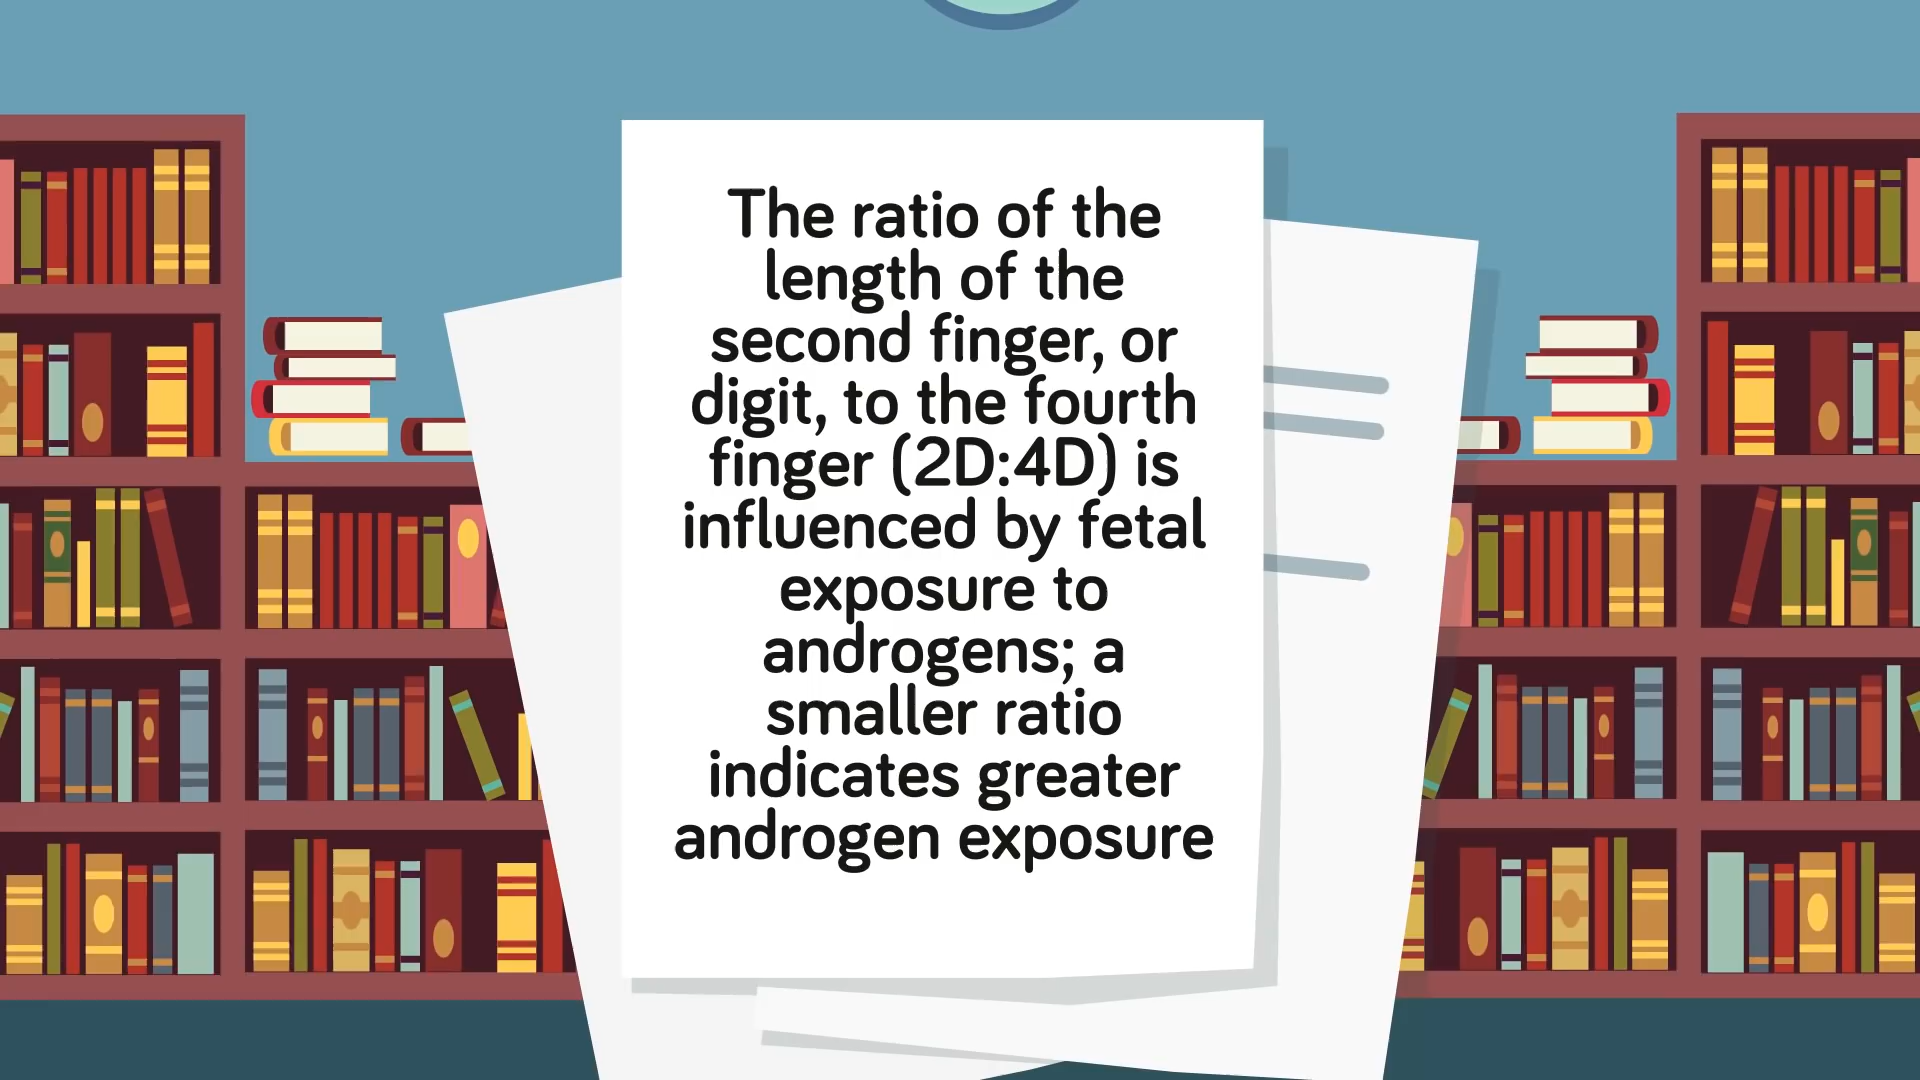 The ratio of the
length of the
second finger, or
digit, to the fourth
finger (2D:4D) is
influenced by fetal
exposure to
androgens; a
smaller ratio
indicates greater
androgen exposure